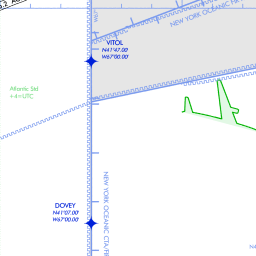 NEW YORK OCEANIC
VITOL
N41°47.00'
W67°00.00'
Atlantic Std
+4=UTC
DOVEY
N41°07.00'
W67°00.00'
NEW YORK OCEANIC CTA/FIR